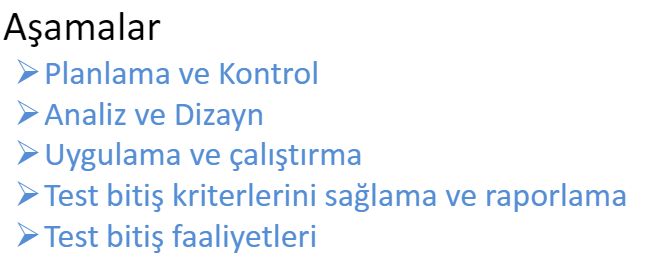 Aşamalar
➢Planlama ve Kontrol
➢Analiz ve Dizayn
➢Uygulama ve çalıştırma
➢Test bitiş kriterlerini sağlama ve raporlama
➢Test bitiş faaliyetleri